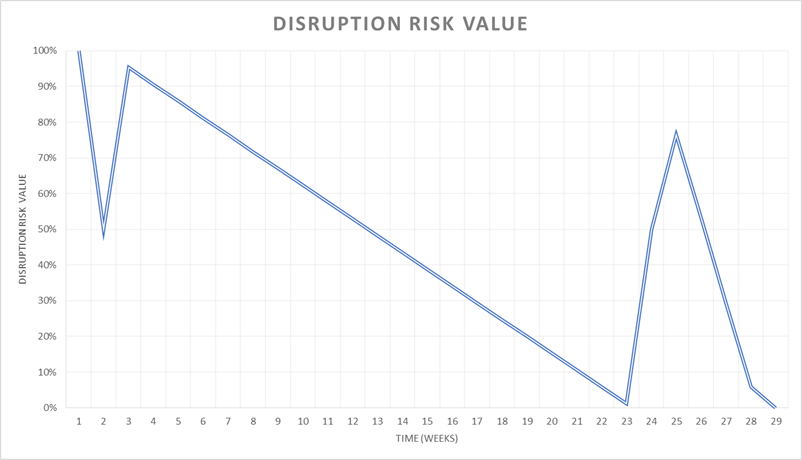 DISRUPTION RISK VALUE
100%
90%
80%
70%
60%
50%
40%
30%
20%
10%
0%
DISRUPTION RISK VALUE
1 2 3 4 5 6 7 8 9 10 11 12 13 14 15 16 17 18 19 20 21 22 23 24 25 26 27 28 29
TIME (WEEKS)